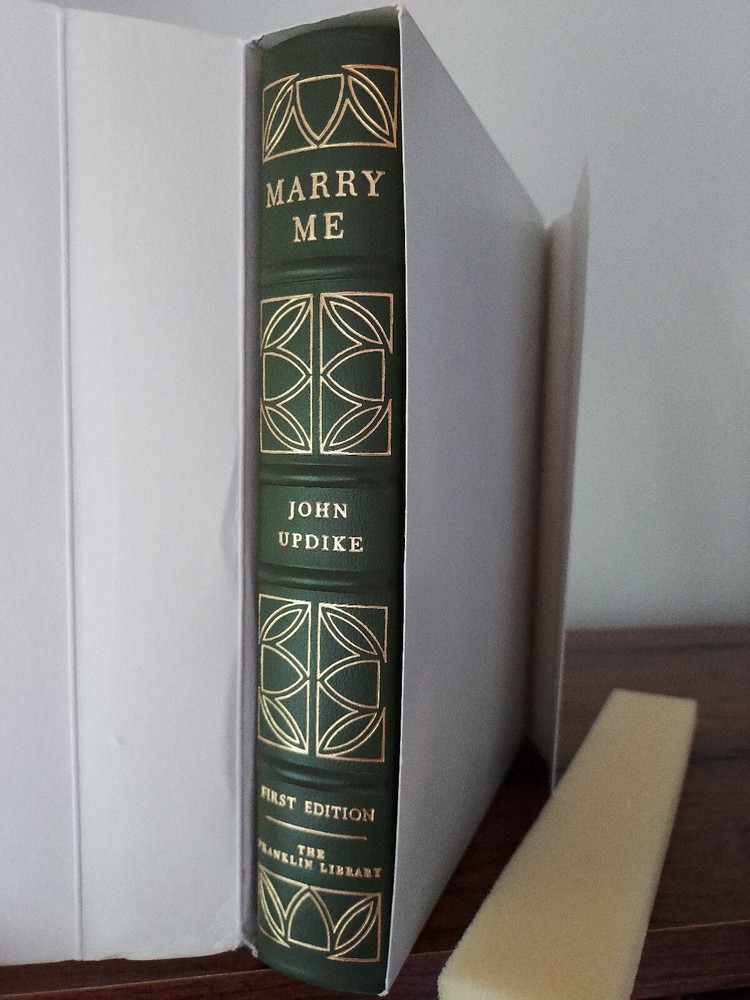 MARRY
ME
JOHN
UPDIKE
FIRST EDITION
THE
FRANKLIN LIBRARY